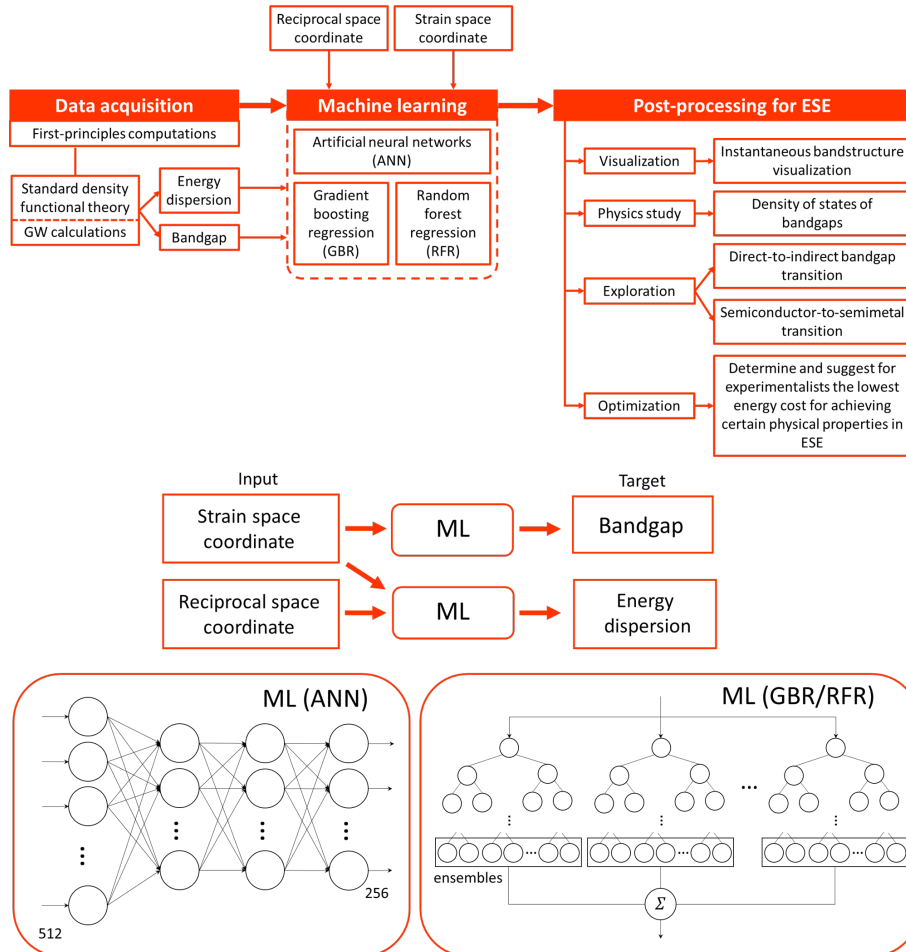 Reciprocal space
coordinate
Strain space
coordinate
Data acquisition
Machine learning
Post-processing for ESE
First-principles computations
Standard density
functional theory
GW calculations
Energy
dispersion
Bandgap
Artificial neural networks
(ANN)
Gradient
boosting
regression
(GBR)
Random
forest
regression
(RFR)
Visualization
Instantaneous bandstructure
visualization
Physics study
Density of states of
bandgaps
Exploration
Direct-to-indirect bandgap
transition
Semiconductor-to-semimetal
transition
Optimization
Determine and suggest for
experimentalists the lowest
energy cost for achieving
certain physical properties in
ESE
Input
Target
Strain space
coordinate
ML
Bandgap
Reciprocal space
coordinate
ML
Energy
dispersion
ML (ANN)
512
256
ML (GBR/RFR)
ensembles
Σ